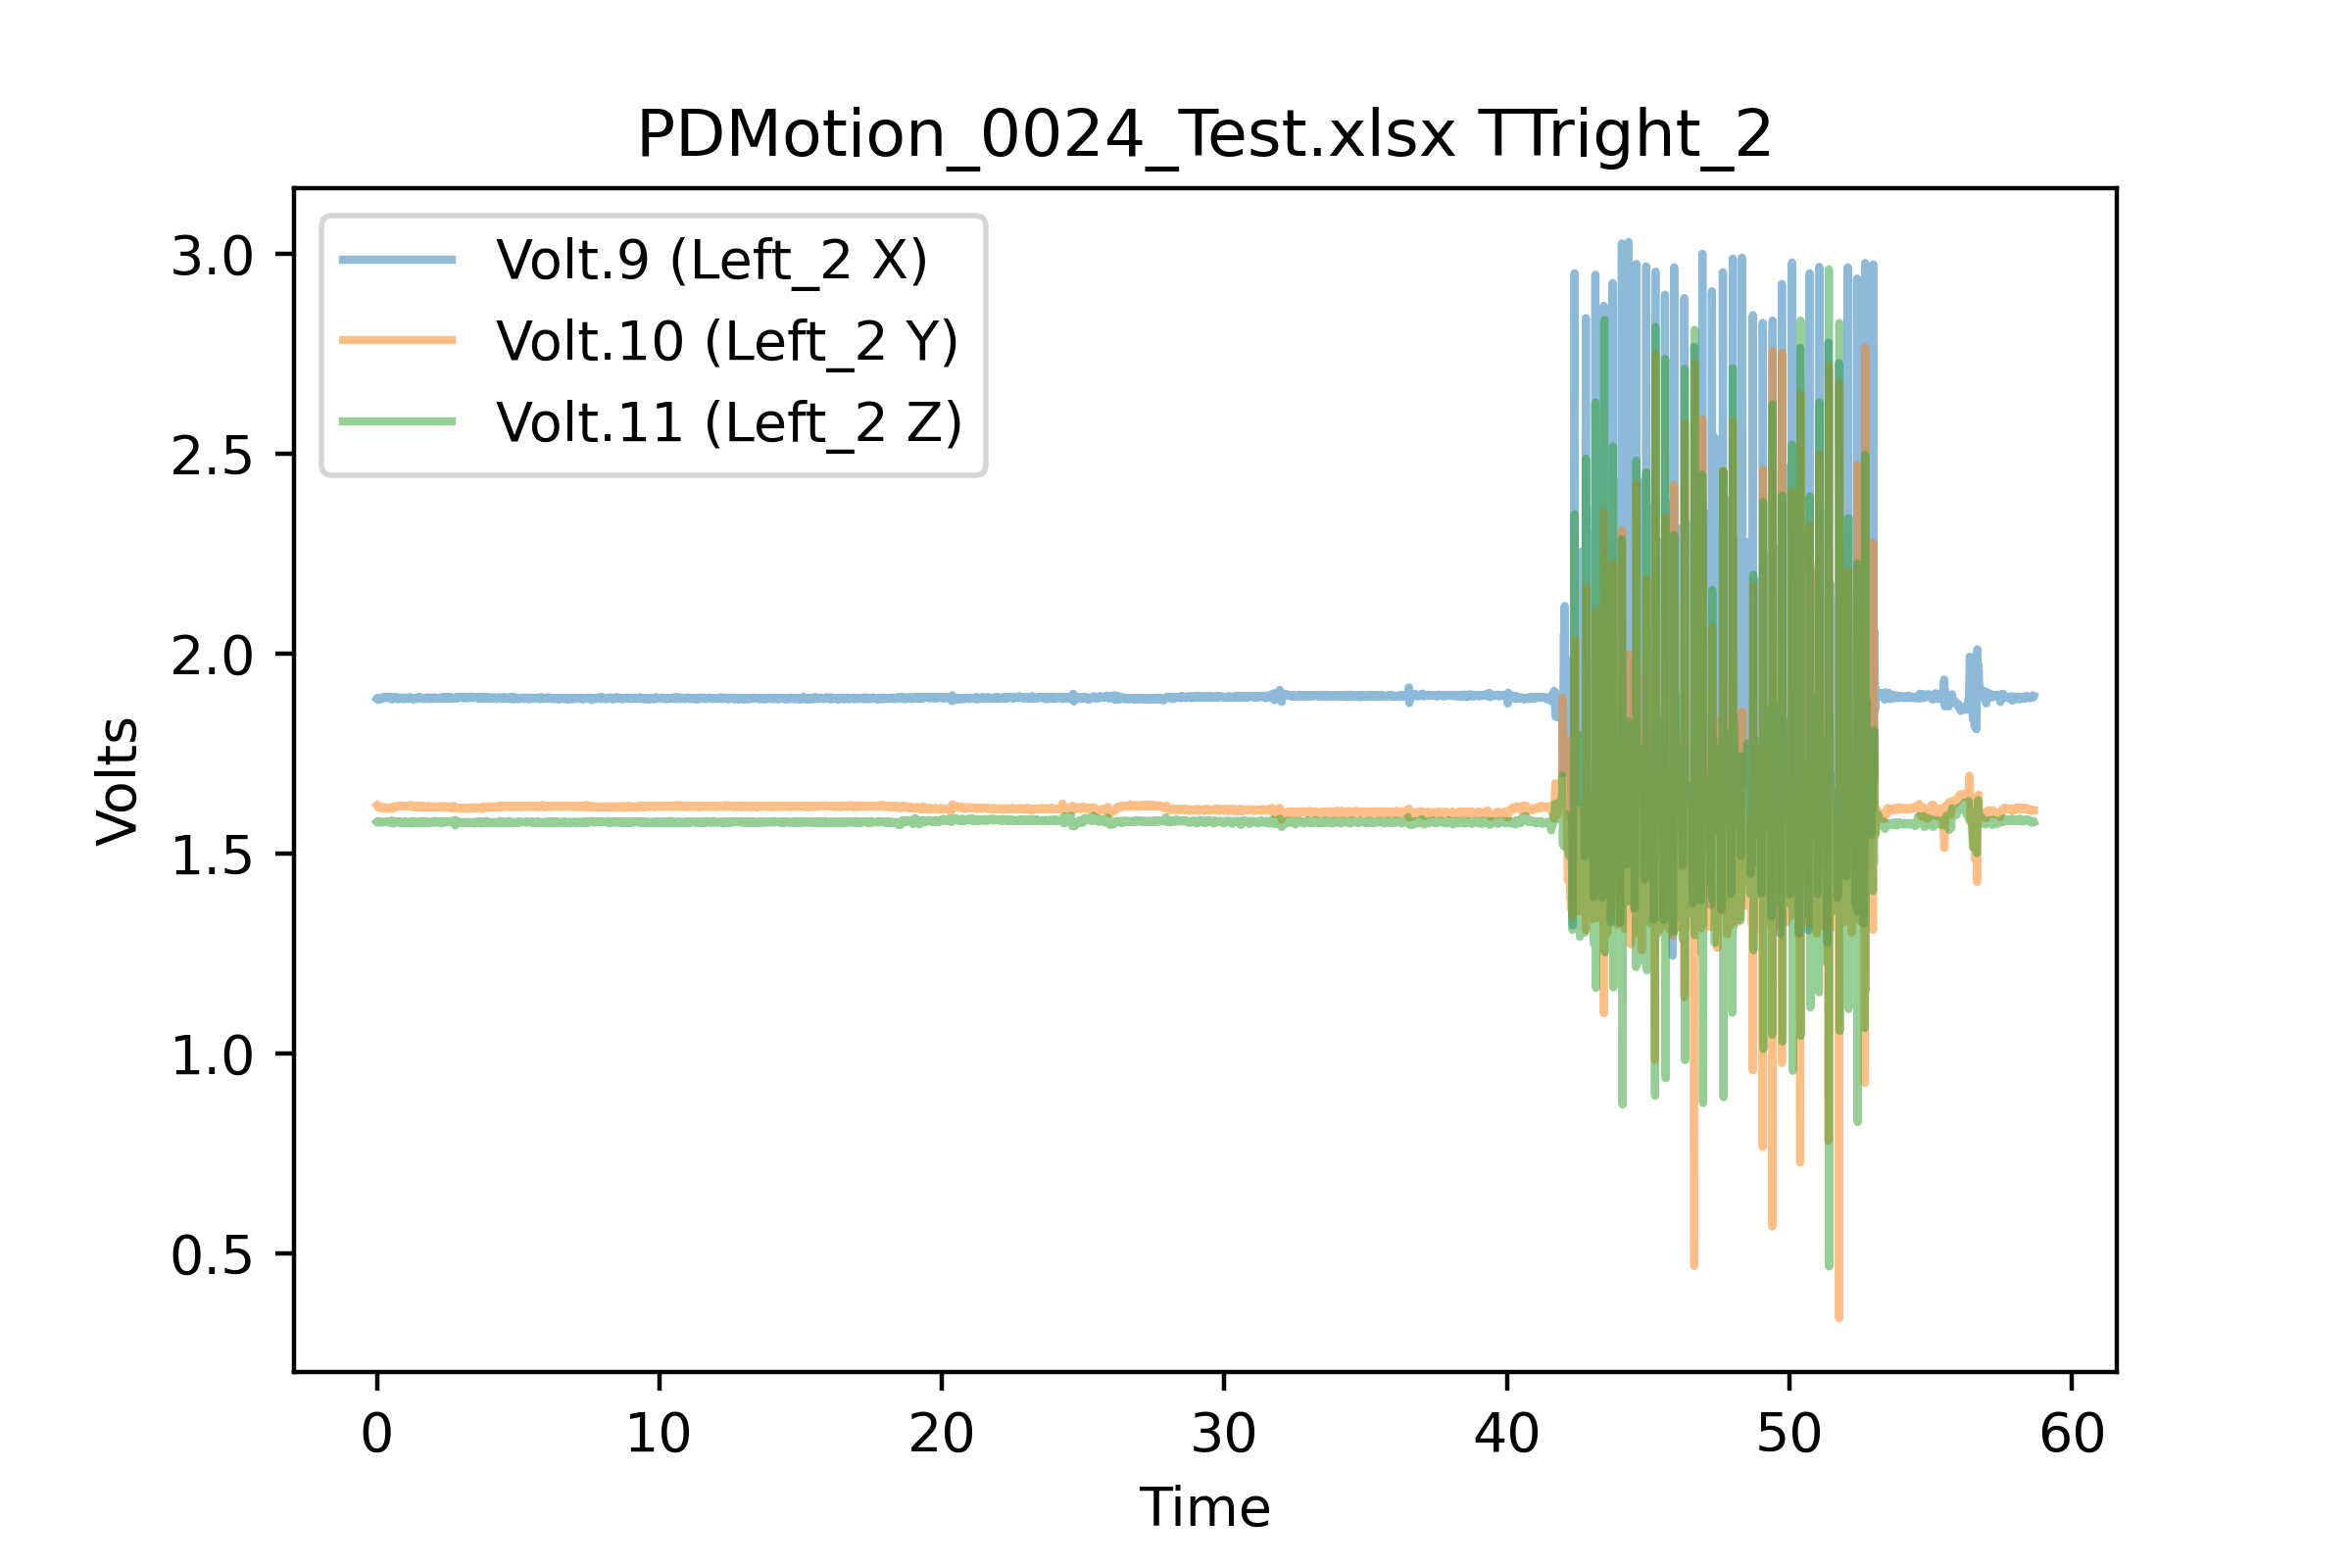 PDMotion_0024_Test.xlsx TTright_2
Volt.9 (Left_2 X)
Volt.10 (Left_2 Y)
Volt.11 (Left_2 Z)
3.0
2.5
2.0
1.5
1.0
0.5
Volts
0 10 20 30 40 50 60
Time